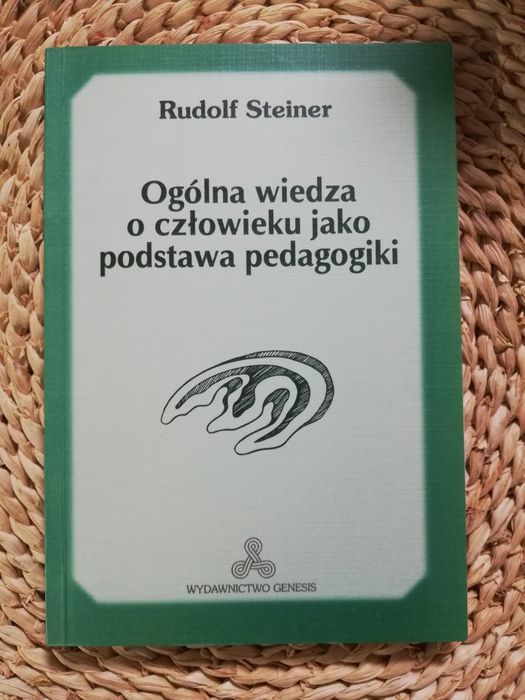 Rudolf Steiner
Ogólna wiedza
o człowieku jako
podstawa pedagogiki
WYDAWNICTWO GENESIS